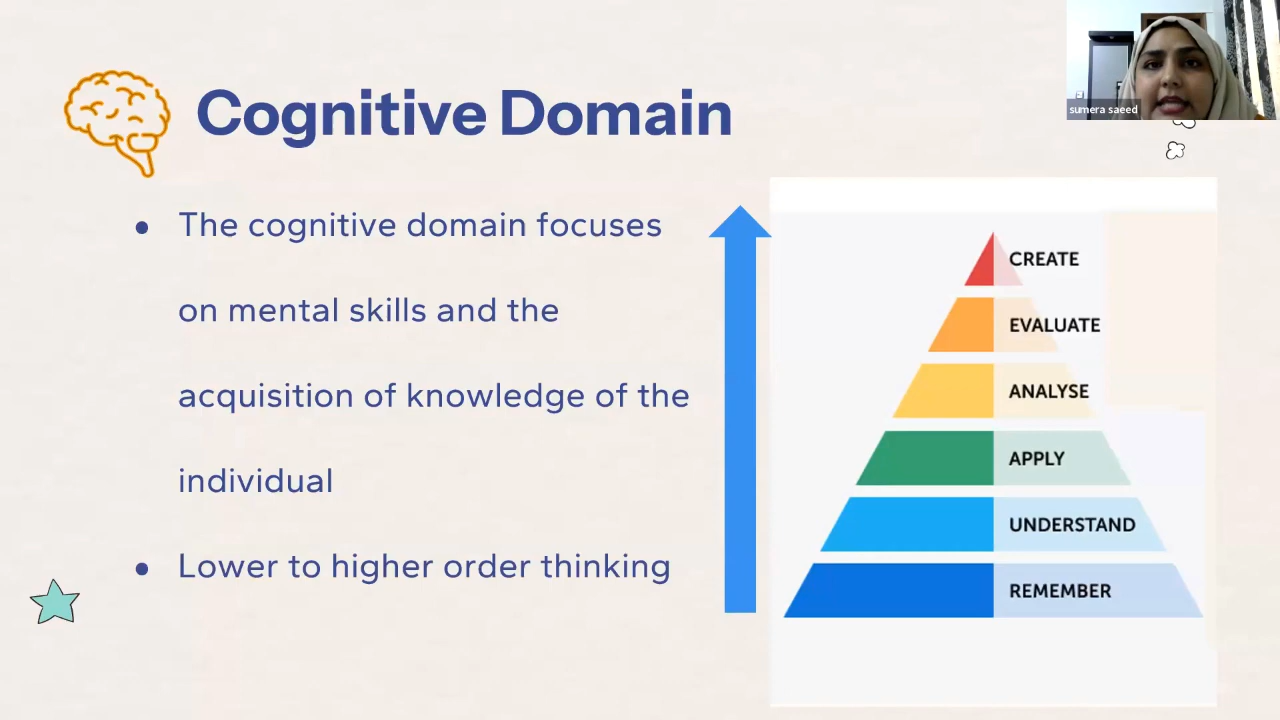 Cognitive Domain
sumera saeed
• The cognitive domain focuses
on mental skills and the
acquisition of knowledge of the
individual
• Lower to higher order thinking
CREATE
EVALUATE
ANALYSE
APPLY
UNDERSTAND
REMEMBER